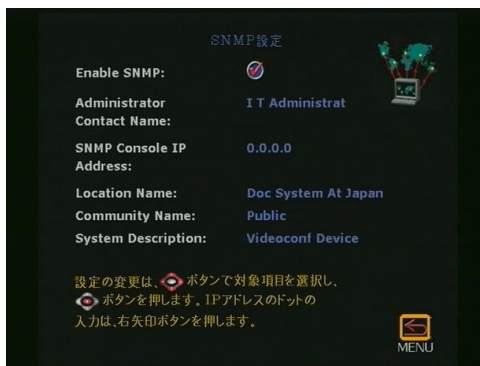 SNMP設定
Enable SNMP:
Administrator
Contact Name:
I T Administrat
SNMP Console IP
Address:
0.0.0.0
Location Name:
Doc System At Japan
Community Name:
Public
System Description:
Videoconf Device
設定の変更は、ボタンで対象項目を選択し、
ボタンを押します。IPアドレスのドットの
入力は、右矢印ボタンを押します。
MENU